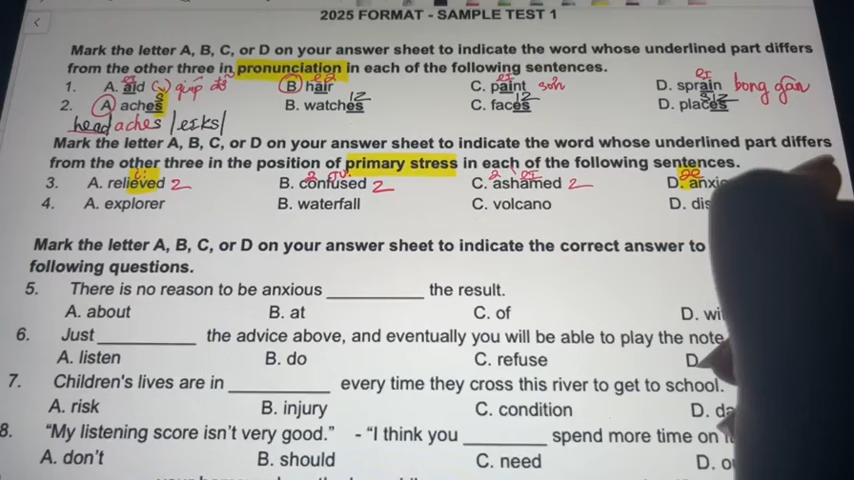 2025 FORMAT - SAMPLE TEST 1
Mark the letter A, B, C, or D on your answer sheet to indicate the word whose underlined part differs
from the other three in pronunciation in each of the following sentences.
1. A. aid (v) giúp đỡ B. hair C. paint sơn D. sprain bong gân
2. A aches B. watches C. faces D. places
headaches /eiks/
Mark the letter A, B, C, or D on your answer sheet to indicate the word whose underlined part differs
from the other three in the position of primary stress in each of the following sentences.
3. A. relieved 2 B. confused 2 C. ashamed 2 D.
4. A. explorer B. waterfall C. volcano D.
Mark the letter A, B, C, or D on your answer sheet to indicate the correct answer to
following questions.
5. There is no reason to be anxious __________ the result.
A. about B. at C. of D.
6. Just __________ the advice above, and eventually you will be able to play the note
A. listen B. do C. refuse D
7. Children's lives are in __________ every time they cross this river to get to school.
A. risk B. injury C. condition D.
8. “My listening score isn't very good.” - “I think you ________ spend more time on
A. don't B. should C. need D.